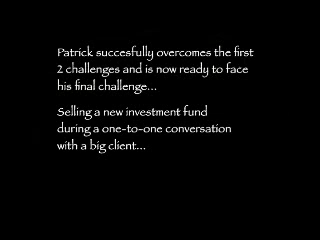 Patrick succesfully overcomes the first
2 challenges and is now ready to face
his final challenge...
Selling a new investment fund
during a one-to-one conversation
with a big client...